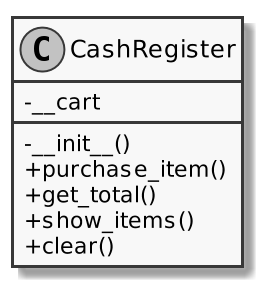 C CashRegister
-__cart
-__init__()
+purchase_item()
+get_total()
+show_items()
+clear()